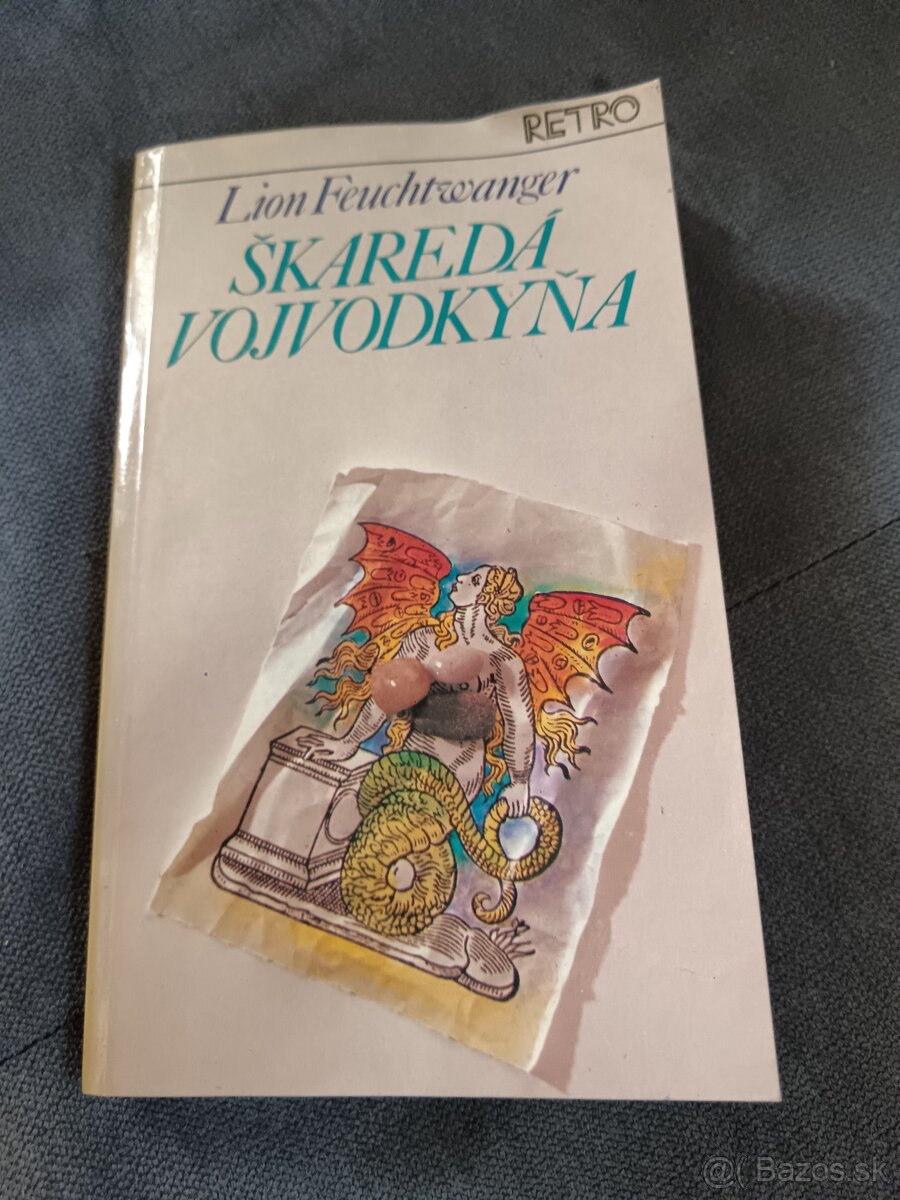 RETRO
Lion Feuchtwanger
ŠKAREDÁ
VOJVODKYŇA
@( Bazos.sk